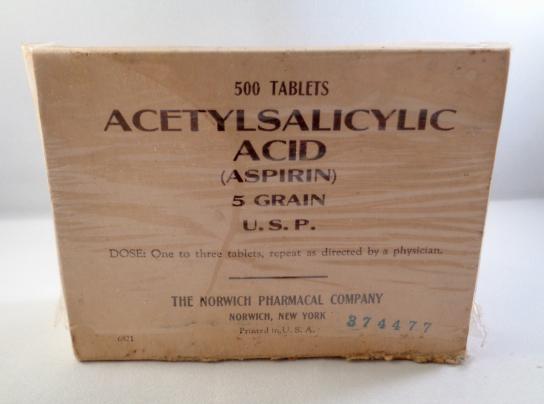 500 TABLETS
ACETYLSALICYLIC
ACID
(ASPIRIN)
5 GRAIN
U. S. P.
DOSE: One to three tablets, repeat as directed by a physician.
THE NORWICH PHARMACAL COMPANY
NORWICH, NEW YORK
Printed in U. S. A.
374477
6821